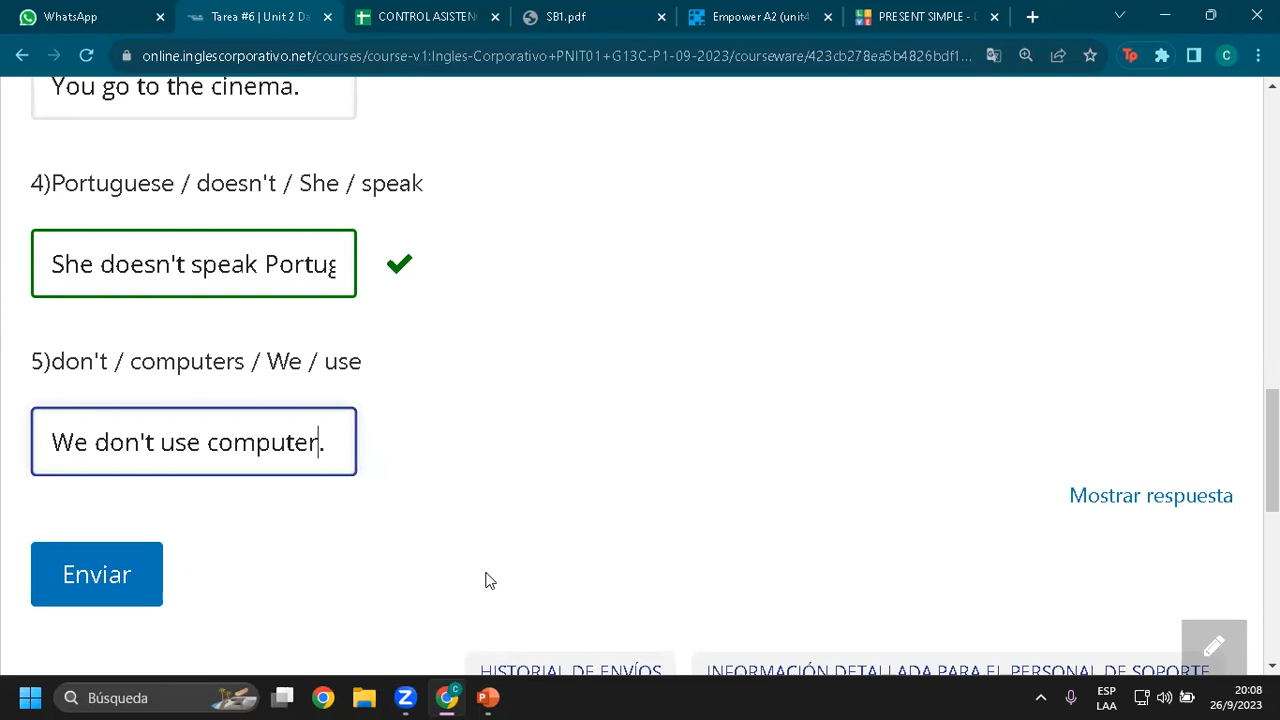 WhatsApp
Tarea #6 | Unit 2 Da
CONTROL ASISTEN
SB1.pdf
Empower A2 (unit4
PRESENT SIMPLE - D
online.inglescorporativo.net/courses/course-v1:Ingles-Corporativo+PNIT01+G13C-P1-09-2023/courseware/423cb278ea5b4826bdf1...
You go to the cinema.
4)Portuguese / doesn't / She / speak
She doesn't speak Portug
5)don't / computers / We / use
We don't use computer.
Mostrar respuesta
Enviar
HISTORIAL DE ENVÍOS
INFORMACIÓN DETALLADA PARA EL PERSONAL DE SOPORTE
Búsqueda
ESP
LAA
20:08
26/9/2023